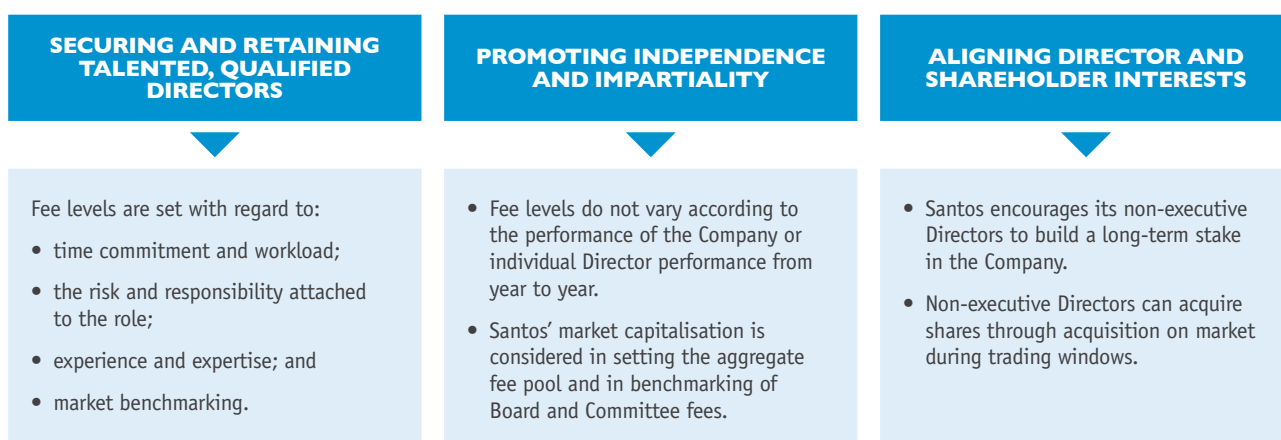 SECURING AND RETAINING
TALENTED, QUALIFIED
DIRECTORS
Fee levels are set with regard to:
• time commitment and workload;
• the risk and responsibility attached
to the role;
• experience and expertise; and
• market benchmarking.
PROMOTING INDEPENDENCE
AND IMPARTIALITY
• Fee levels do not vary according to
the performance of the Company or
individual Director performance from
year to year.
• Santos’ market capitalisation is
considered in setting the aggregate
fee pool and in benchmarking of
Board and Committee fees.
ALIGNING DIRECTOR AND
SHAREHOLDER INTERESTS
• Santos encourages its non-executive
Directors to build a long-term stake
in the Company.
• Non-executive Directors can acquire
shares through acquisition on market
during trading windows.